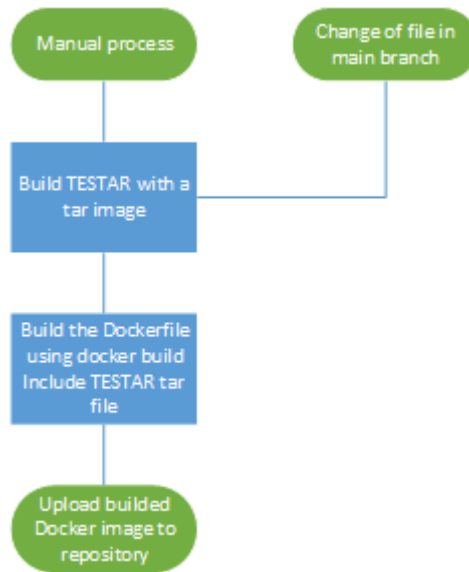 Manual process
Change of file in
main branch
Build TESTAR with a
tar image
Build the Dockerfile
using docker build
Include TESTAR tar
file
Upload builded
Docker image to
repository